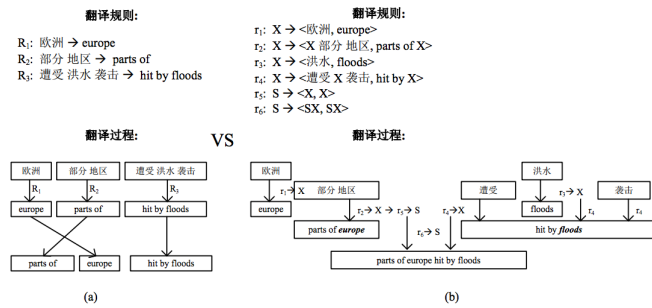 翻译规则:
R₁: 欧洲 → europe
R₂: 部分 地区 → parts of
R₃: 遭受 洪水 袭击 → hit by floods
翻译过程:
欧洲 部分 地区 遭受 洪水 袭击
R₁ R₂ R₃
europe parts of hit by floods
parts of europe hit by floods
(a)
VS
翻译规则:
r₁: X → <欧洲, europe>
r₂: X → <X 部分 地区, parts of X>
r₃: X → <洪水, floods>
r₄: X → <遭受 X 袭击, hit by X>
r₅: S → <X, X>
r₆: S → <SX, SX>
翻译过程:
欧洲 洪水
r₁→ X 部分 地区 遭受 r₃→ X 袭击
europe r₂→ X → r₅→ S r₄→X floods r₄ r₄
parts of europe hit by floods
r₆→ S
parts of europe hit by floods
(b)